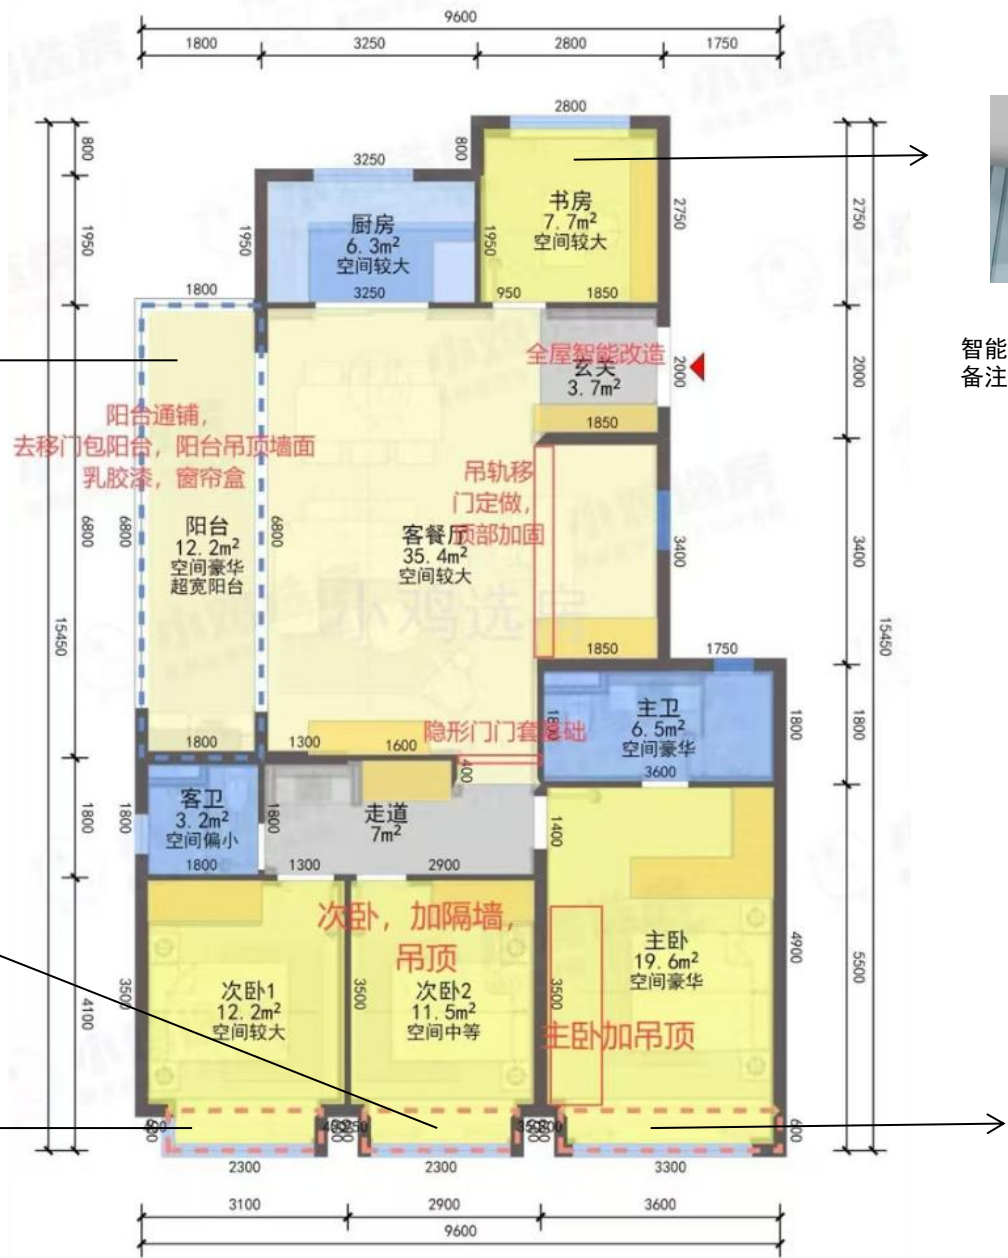 9600
1800
3250
2800
1750
2800
800
3250
800
书房
7.7m²
空间较大
2750
2750
厨房
6.3m²
空间较大
1950
1950
1950
1800
3250
950
1850
全屋智能改造
玄关
3.7m²
2000
2000
智能
备注
阳台通铺,
去移门包阳台，阳台吊顶墙面
乳胶漆，窗帘盒
1850
吊轨移
门定做，
顶部加固
阳台
12.2m²
空间豪华
超宽阳台
6800
6800
6800
客餐厅
35.4m²
空间较大
3400
3400
小鸡选房
15450
15450
1850
1750
隐形门门套基础
主卫
6.5m²
空间豪华
1800
1800
1800
3600
1800
1300
1600
400
客卫
3.2m²
空间偏小
1800
1800
1800
1800
走道
7m²
1300
2900
1400
次卧，加隔墙，
吊顶
主卧
19.6m²
空间豪华
4900
5500
次卧1
12.2m²
空间较大
3500
4100
次卧2
11.5m²
空间中等
3500
3500
主卧加吊顶
600
2300
2300
3300
3100
2900
3600
9600